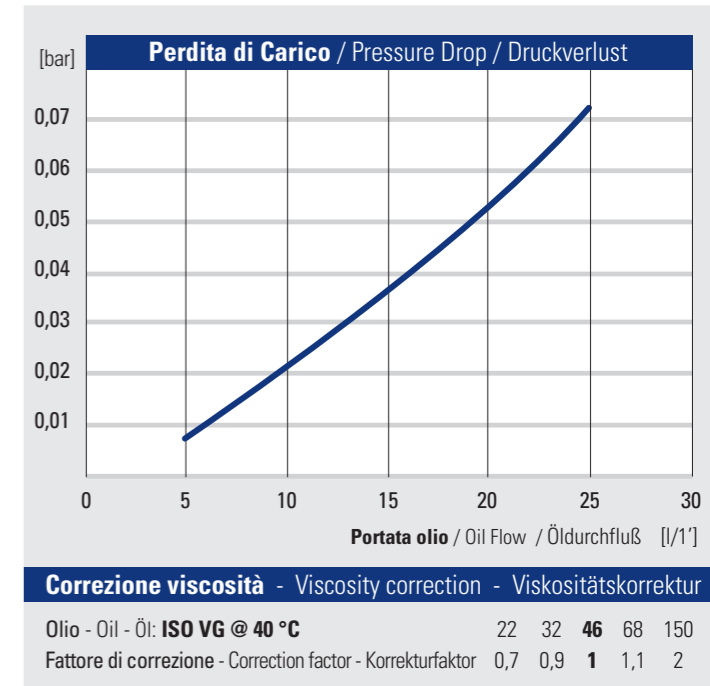 [bar]
Perdita di Carico / Pressure Drop / Druckverlust
0,07
0,06
0,05
0,04
0,03
0,02
0,01
0 5 10 15 20 25 30
Portata olio / Oil Flow / Öldurchfluß [l/1']
Correzione viscosità - Viscosity correction - Viskositätskorrektur
Olio - Oil - Öl: ISO VG @ 40 °C 22 32 46 68 150
Fattore di correzione - Correction factor - Korrekturfaktor 0,7 0,9 1 1,1 2